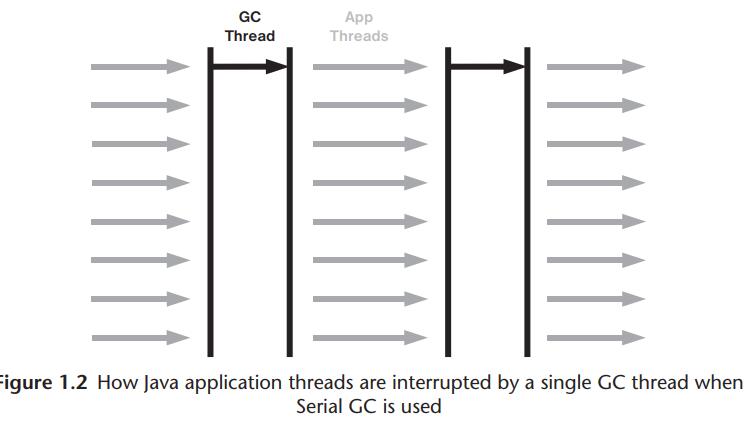 GC
Thread
App
Threads
Figure 1.2 How Java application threads are interrupted by a single GC thread when
Serial GC is used